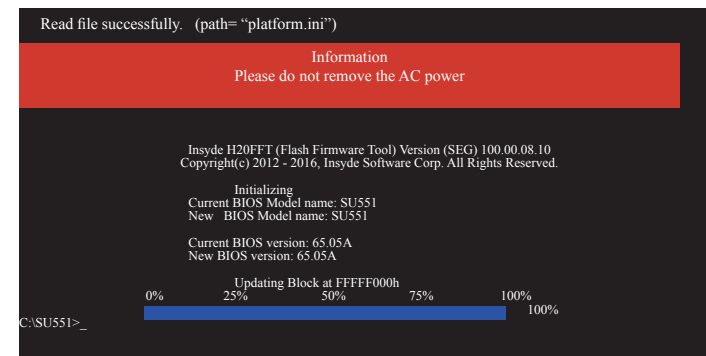 Read file successfully. (path= “platform.ini”)
Information
Please do not remove the AC power
Insyde H20FFT (Flash Firmware Tool) Version (SEG) 100.00.08.10
Copyright(c) 2012 - 2016, Insyde Software Corp. All Rights Reserved.
Initializing
Current BIOS Model name: SU551
New BIOS Model name: SU551
Current BIOS version: 65.05A
New BIOS version: 65.05A
Updating Block at FFFFF000h
0% 25% 50% 75% 100%
100%
C:\SU551>_